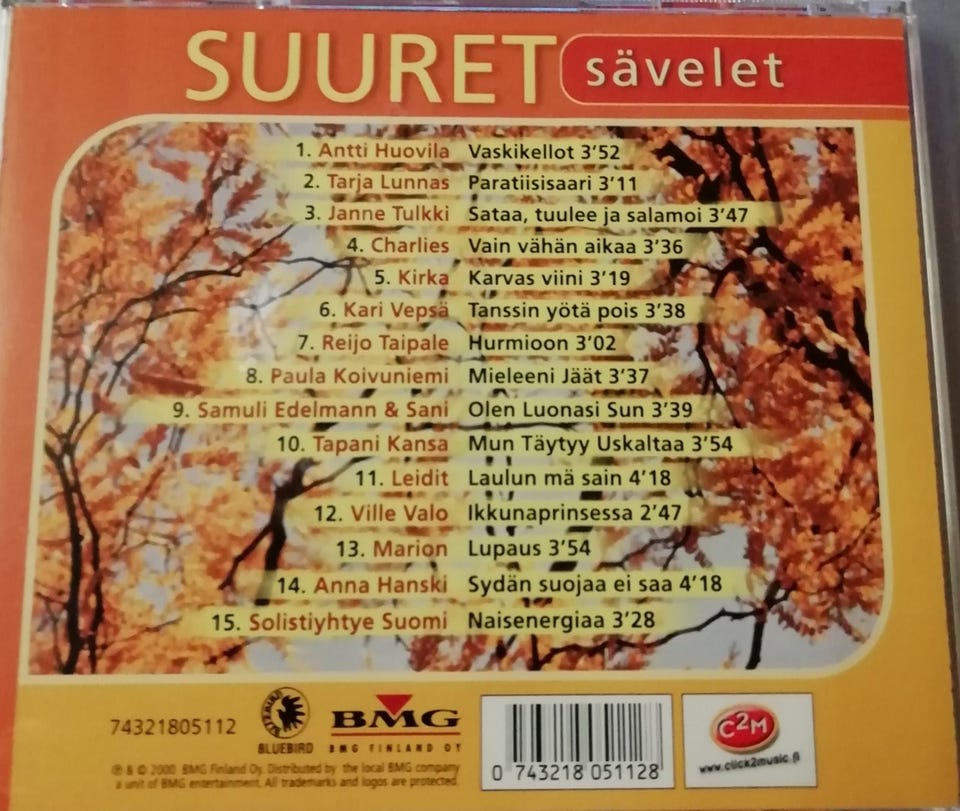 SUURET sävelet
1. Antti Huovila Vaskikellot 3'52
2. Tarja Lunnas Paratiisisaari 3'11
3. Janne Tulkki Sataa, tuulee ja salamoi 3'47
4. Charlies Vain vähän aikaa 3'36
5. Kirka Karvas viini 3'19
6. Kari Vepsä Tanssin yötä pois 3'38
7. Reijo Taipale Hurmioon 3'02
8. Paula Koivuniemi Mieleeni Jäät 3'37
9. Samuli Edelmann & Sani Olen Luonasi Sun 3'39
10. Tapani Kansa Mun Täytyy Uskaltaa 3'54
11. Leidit Laulun mä sain 4'18
12. Ville Valo Ikkunaprinsessa 2'47
13. Marion Lupaus 3'54
14. Anna Hanski Sydän suojaa ei saa 4'18
15. Solistiyhtye Suomi Naisenergiaa 3'28
74321805112
BLUEBIRD
BMG
BMG FINLAND OY
0 743218 051128
C2M
www.click2music.fi
℗ & © 2000 BMG Finland Oy. Distributed by the local BMG company
a unit of BMG entertainment. All trademarks and logos are protected.